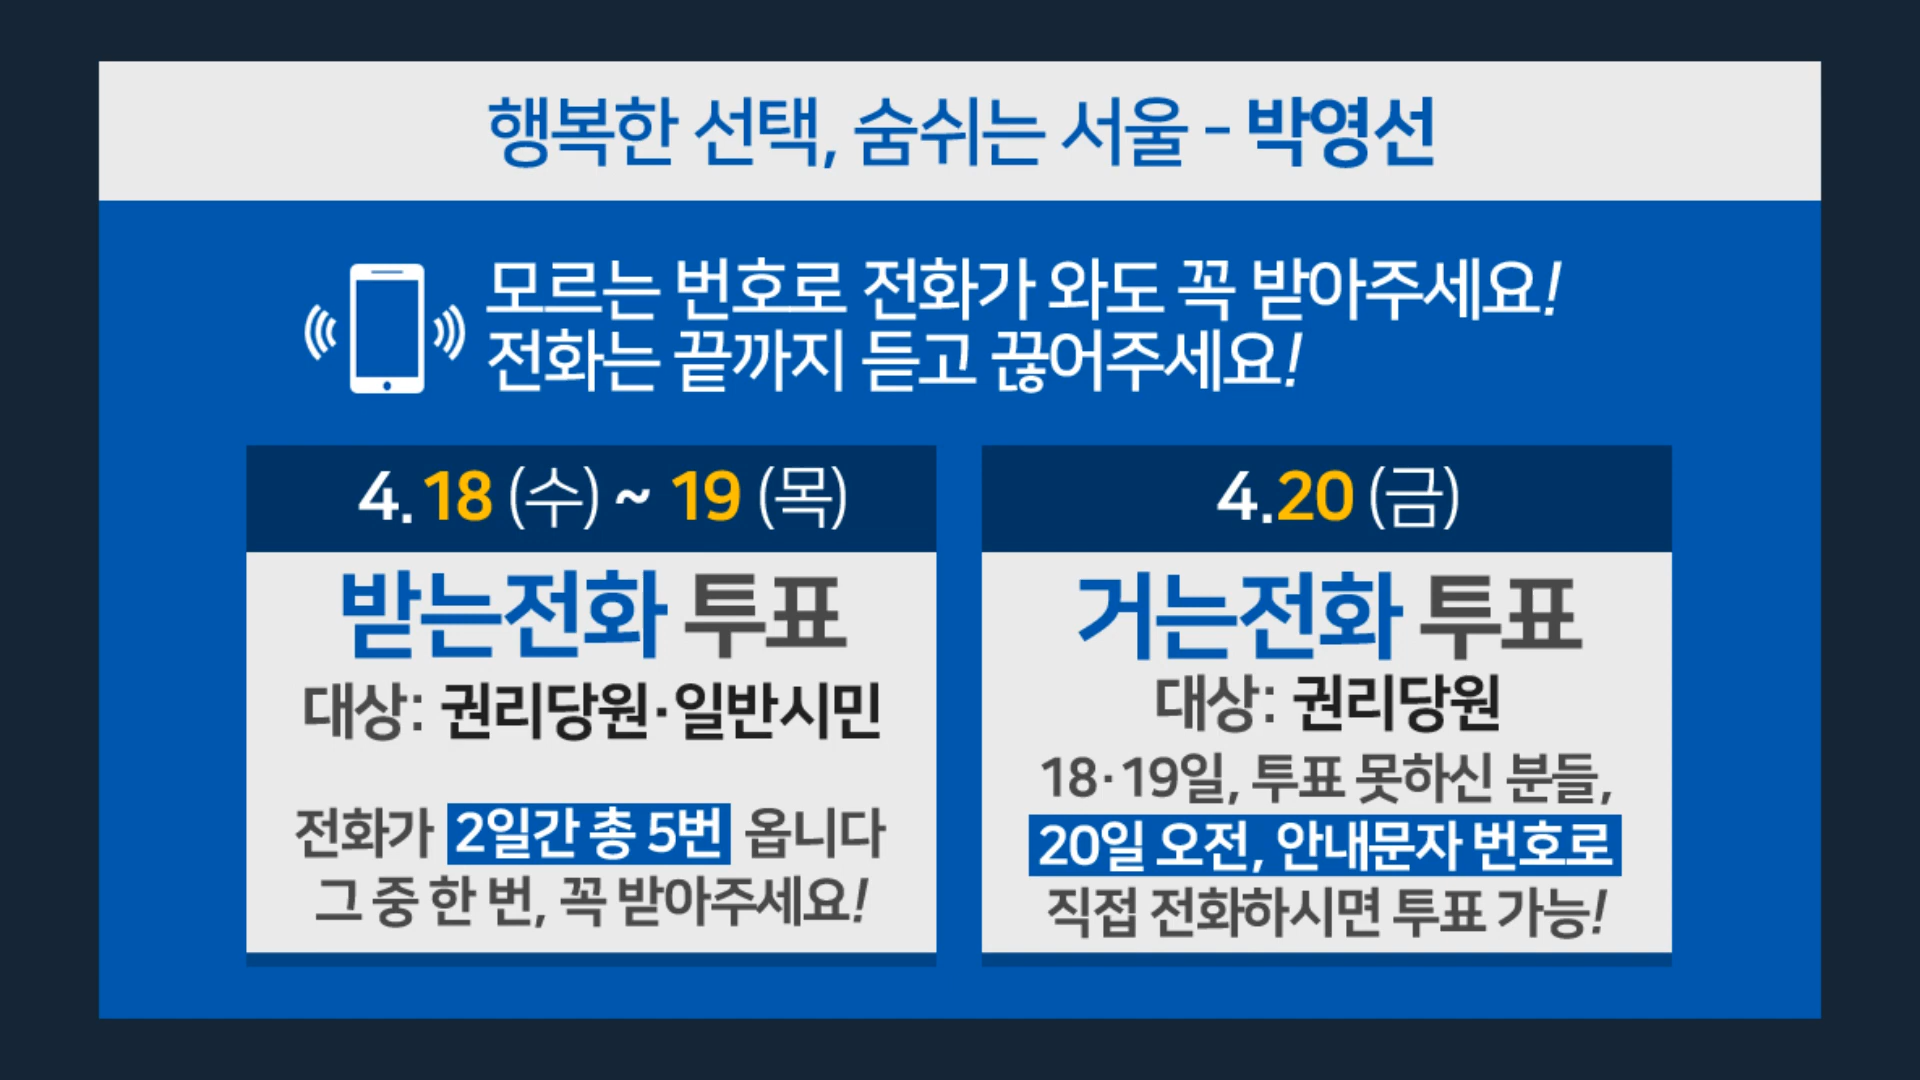 행복한 선택, 숨쉬는 서울 - 박영선
모르는 번호로 전화가 와도 꼭 받아주세요!
전화는 끝까지 듣고 끊어주세요!
4.18 (수) ~ 19 (목)
받는전화 투표
대상: 권리당원·일반시민
전화가 2일간 총 5번 옵니다
그 중 한 번, 꼭 받아주세요!
4.20 (금)
거는전화 투표
대상: 권리당원
18·19일, 투표 못하신 분들,
20일 오전, 안내문자 번호로
직접 전화하시면 투표 가능!